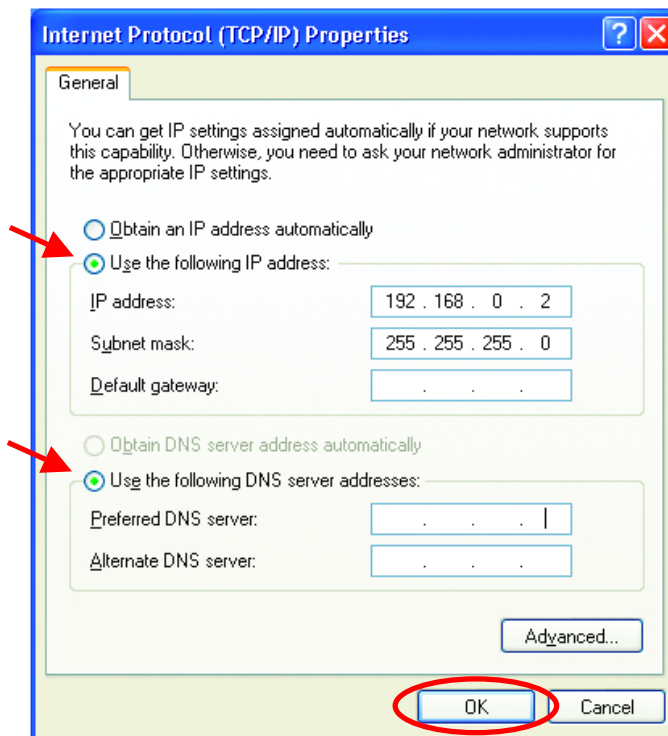 Internet Protocol (TCP/IP) Properties
General
You can get IP settings assigned automatically if your network supports
this capability. Otherwise, you need to ask your network administrator for
the appropriate IP settings.
Obtain an IP address automatically
Use the following IP address:
IP address: 192 . 168 . 0 . 2
Subnet mask: 255 . 255 . 255 . 0
Default gateway: . . .
Obtain DNS server address automatically
Use the following DNS server addresses:
Preferred DNS server: . . .
Alternate DNS server: . . .
Advanced...
OK Cancel